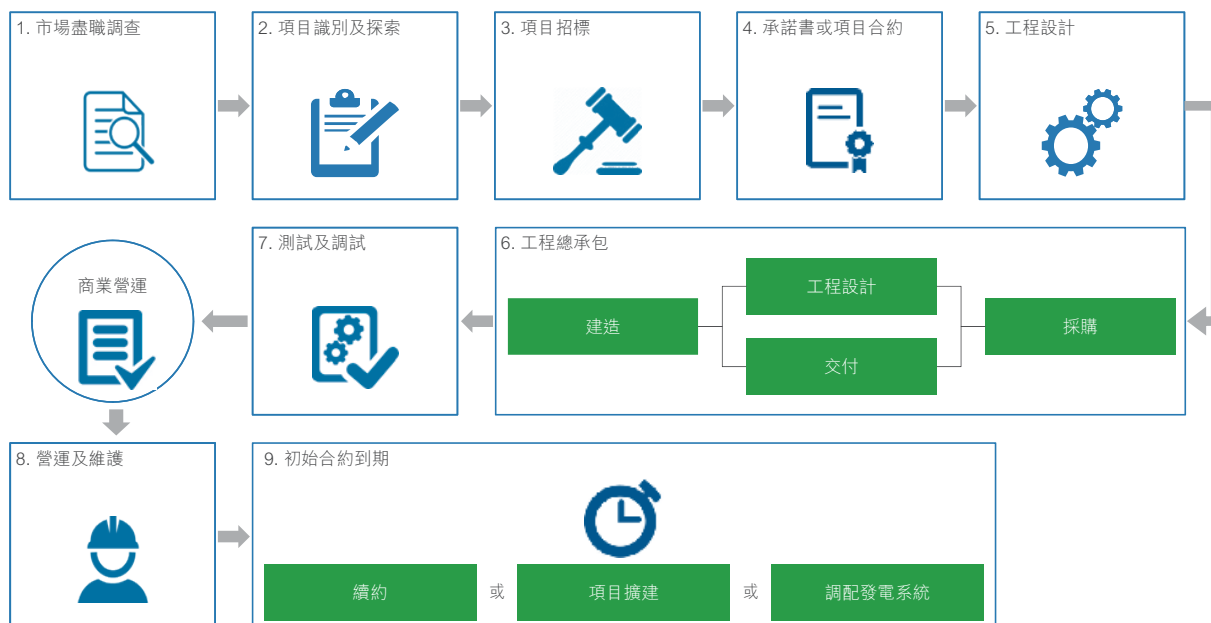 1. 市場盡職調查
2. 項目識別及探索
3. 項目招標
4. 承諾書或項目合約
5. 工程設計
6. 工程總承包
採購
工程設計
交付
建造
7. 測試及調試
商業營運
8. 營運及維護
9. 初始合約到期
續約
或
項目擴建
或
調配發電系統